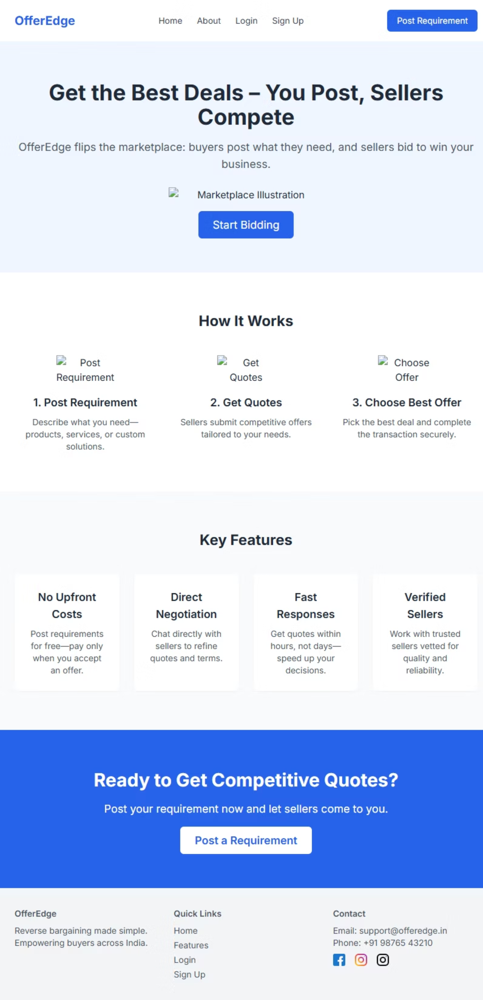 OfferEdge
Home About Login Sign Up
Post Requirement
Get the Best Deals – You Post, Sellers
Compete
OfferEdge flips the marketplace: buyers post what they need, and sellers bid to win your
business.
Marketplace Illustration
Start Bidding
How It Works
Post
Requirement
1. Post Requirement
Describe what you need—
products, services, or custom
solutions.
Get
Quotes
2. Get Quotes
Sellers submit competitive offers
tailored to your needs.
Choose
Offer
3. Choose Best Offer
Pick the best deal and complete
the transaction securely.
Key Features
No Upfront
Costs
Post requirements
for free—pay only
when you accept
an offer.
Direct
Negotiation
Chat directly with
sellers to refine
quotes and terms.
Fast
Responses
Get quotes within
hours, not days—
speed up your
decisions.
Verified
Sellers
Work with trusted
sellers vetted for
quality and
reliability.
Ready to Get Competitive Quotes?
Post your requirement now and let sellers come to you.
Post a Requirement
OfferEdge
Reverse bargaining made simple.
Empowering buyers across India.
Quick Links
Home
Features
Login
Sign Up
Contact
Email: support@offeredge.in
Phone: +91 98765 43210